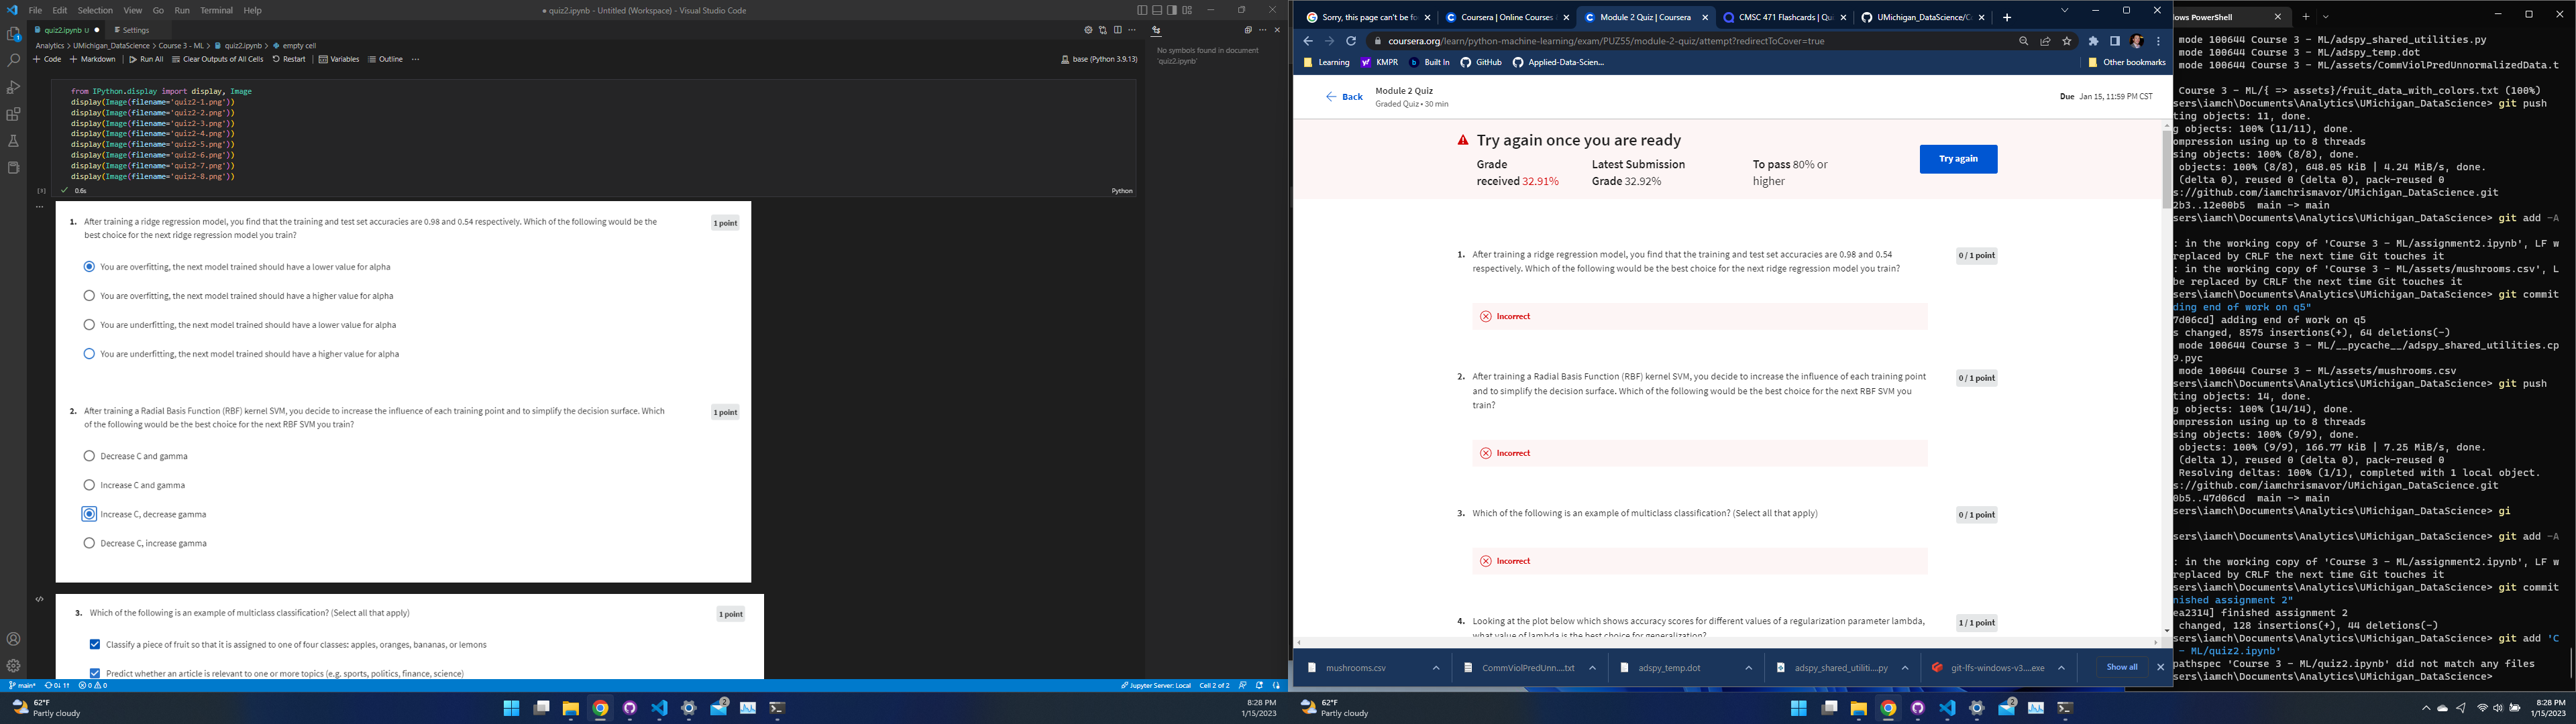 File Edit Selection View Go Run Terminal Help
● quiz2.ipynb - Untitled (Workspace) - Visual Studio Code
quiz2.ipynb U ●
Settings
Analytics > UMichigan_DataScience > Course 3 - ML > quiz2.ipynb > empty cell
+ Code + Markdown Run All Clear Outputs of All Cells Restart Variables Outline ···
base (Python 3.9.13)
No symbols found in document
'quiz2.ipynb'
from IPython.display import display, Image
display(Image(filename='quiz2-1.png'))
display(Image(filename='quiz2-2.png'))
display(Image(filename='quiz2-3.png'))
display(Image(filename='quiz2-4.png'))
display(Image(filename='quiz2-5.png'))
display(Image(filename='quiz2-6.png'))
display(Image(filename='quiz2-7.png'))
display(Image(filename='quiz2-8.png'))
[3] ✓ 0.6s
Python
1. After training a ridge regression model, you find that the training and test set accuracies are 0.98 and 0.54 respectively. Which of the following would be the
best choice for the next ridge regression model you train?
1 point
You are overfitting, the next model trained should have a lower value for alpha
You are overfitting, the next model trained should have a higher value for alpha
You are underfitting, the next model trained should have a lower value for alpha
You are underfitting, the next model trained should have a higher value for alpha
2. After training a Radial Basis Function (RBF) kernel SVM, you decide to increase the influence of each training point and to simplify the decision surface. Which
of the following would be the best choice for the next RBF SVM you train?
1 point
Decrease C and gamma
Increase C and gamma
Increase C, decrease gamma
Decrease C, increase gamma
3. Which of the following is an example of multiclass classification? (Select all that apply)
1 point
Classify a piece of fruit so that it is assigned to one of four classes: apples, oranges, bananas, or lemons
Predict whether an article is relevant to one or more topics (e.g. sports, politics, finance, science)
main* 0↓ 1↑ 0 0
Jupyter Server: Local Cell 2 of 2
62°F
Partly cloudy
8:28 PM
1/15/2023
Sorry, this page can't be fo
Coursera | Online Courses
Module 2 Quiz | Coursera
CMSC 471 Flashcards | Qui
UMichigan_DataScience/Co
coursera.org/learn/python-machine-learning/exam/PUZ55/module-2-quiz/attempt?redirectToCover=true
Learning KMPR Built In GitHub Applied-Data-Scien...
Other bookmarks
Back
Module 2 Quiz
Graded Quiz • 30 min
Due Jan 15, 11:59 PM CST
Try again once you are ready
Grade
received 32.91%
Latest Submission
Grade 32.92%
To pass 80% or
higher
Try again
1. After training a ridge regression model, you find that the training and test set accuracies are 0.98 and 0.54
respectively. Which of the following would be the best choice for the next ridge regression model you train?
0 / 1 point
Incorrect
2. After training a Radial Basis Function (RBF) kernel SVM, you decide to increase the influence of each training point
and to simplify the decision surface. Which of the following would be the best choice for the next RBF SVM you
train?
0 / 1 point
Incorrect
3. Which of the following is an example of multiclass classification? (Select all that apply)
0 / 1 point
Incorrect
4. Looking at the plot below which shows accuracy scores for different values of a regularization parameter lambda,
what value of lambda is the best choice for generalization?
1 / 1 point
mushrooms.csv
CommViolPredUnn....txt
adspy_temp.dot
adspy_shared_utiliti....py
git-lfs-windows-v3....exe
Show all
62°F
Partly cloudy
ows PowerShell
mode 100644 Course 3 - ML/adspy_shared_utilities.py
mode 100644 Course 3 - ML/adspy_temp.dot
mode 100644 Course 3 - ML/assets/CommViolPredUnnormalizedData.t
Course 3 - ML/{ => assets}/fruit_data_with_colors.txt (100%)
sers\iamch\Documents\Analytics\UMichigan_DataScience> git push
ting objects: 11, done.
g objects: 100% (11/11), done.
ompression using up to 8 threads
sing objects: 100% (8/8), done.
objects: 100% (8/8), 648.05 KiB | 4.24 MiB/s, done.
(delta 0), reused 0 (delta 0), pack-reused 0
s://github.com/iamchrismavor/UMichigan_DataScience.git
2b3..12e00b5 main -> main
sers\iamch\Documents\Analytics\UMichigan_DataScience> git add -A
: in the working copy of 'Course 3 - ML/assignment2.ipynb', LF w
replaced by CRLF the next time Git touches it
: in the working copy of 'Course 3 - ML/assets/mushrooms.csv', L
be replaced by CRLF the next time Git touches it
sers\iamch\Documents\Analytics\UMichigan_DataScience> git commit
ding end of work on q5"
7d06cd] adding end of work on q5
s changed, 8575 insertions(+), 64 deletions(-)
mode 100644 Course 3 - ML/__pycache__/adspy_shared_utilities.cp
9.pyc
mode 100644 Course 3 - ML/assets/mushrooms.csv
sers\iamch\Documents\Analytics\UMichigan_DataScience> git push
ting objects: 14, done.
g objects: 100% (14/14), done.
ompression using up to 8 threads
sing objects: 100% (9/9), done.
objects: 100% (9/9), 166.77 KiB | 7.25 MiB/s, done.
(delta 1), reused 0 (delta 0), pack-reused 0
Resolving deltas: 100% (1/1), completed with 1 local object.
s://github.com/iamchrismavor/UMichigan_DataScience.git
0b5..47d06cd main -> main
sers\iamch\Documents\Analytics\UMichigan_DataScience> gi
sers\iamch\Documents\Analytics\UMichigan_DataScience> git add -A
: in the working copy of 'Course 3 - ML/assignment2.ipynb', LF w
replaced by CRLF the next time Git touches it
sers\iamch\Documents\Analytics\UMichigan_DataScience> git commit
nished assignment 2"
ea2314] finished assignment 2
changed, 128 insertions(+), 44 deletions(-)
sers\iamch\Documents\Analytics\UMichigan_DataScience> git add 'C
- ML/quiz2.ipynb'
pathspec 'Course 3 - ML/quiz2.ipynb' did not match any files
sers\iamch\Documents\Analytics\UMichigan_DataScience>
8:28 PM
1/15/2023